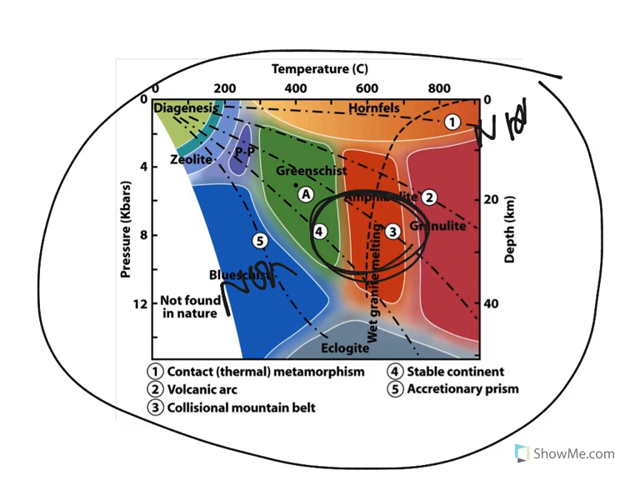 Temperature (C)
0 200 400 600 800
0 Diagenesis Hornfels 0
1
Zeolite P-P
4
Greenschist
A Amphibolite 2 20
Pressure (Kbars) Depth (km)
8 5 4 3 Granulite
Blueschist
Wet granite melting
12 Not found 40
in nature
Eclogite
1 Contact (thermal) metamorphism 4 Stable continent
2 Volcanic arc 5 Accretionary prism
3 Collisional mountain belt
ShowMe.com